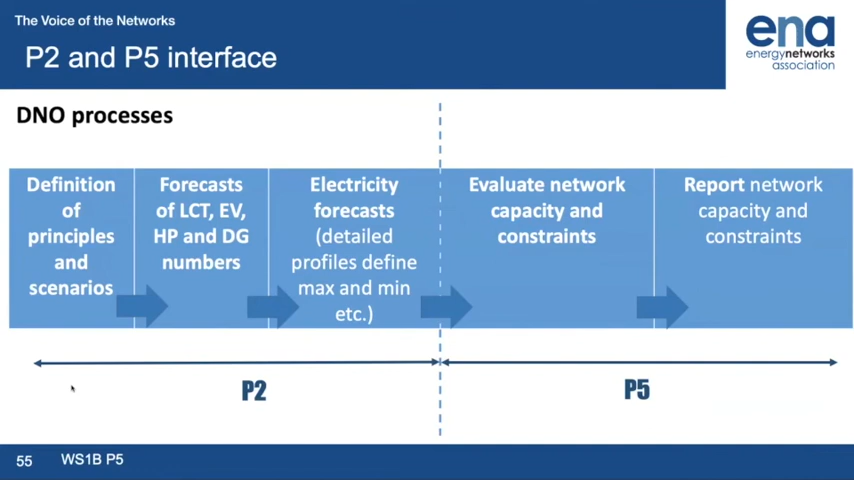 The Voice of the Networks
P2 and P5 interface
ena
energynetworks
association
DNO processes
Definition
of
principles
and
scenarios
Forecasts
of LCT, EV,
HP and DG
numbers
Electricity
forecasts
(detailed
profiles define
max and min
etc.)
Evaluate network
capacity and
constraints
Report network
capacity and
constraints
P2
P5
55
WS1B P5